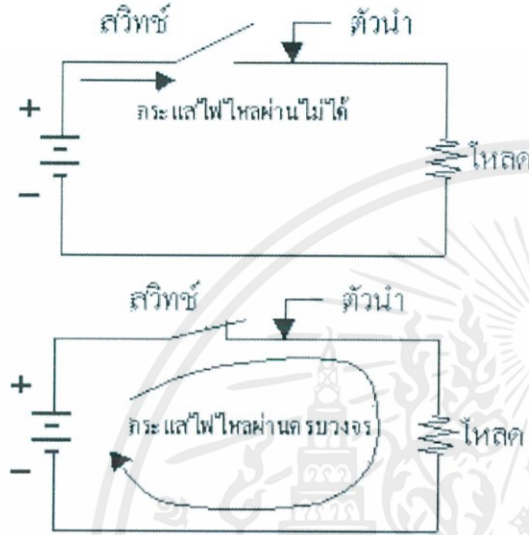 สวิทช์ ตัวนำ
กระแสไฟไหลผ่านไม่ได้
+
−
โหลด
สวิทช์ ตัวนำ
+
กระแสไฟไหลผ่านครบวงจร
−
โหลด